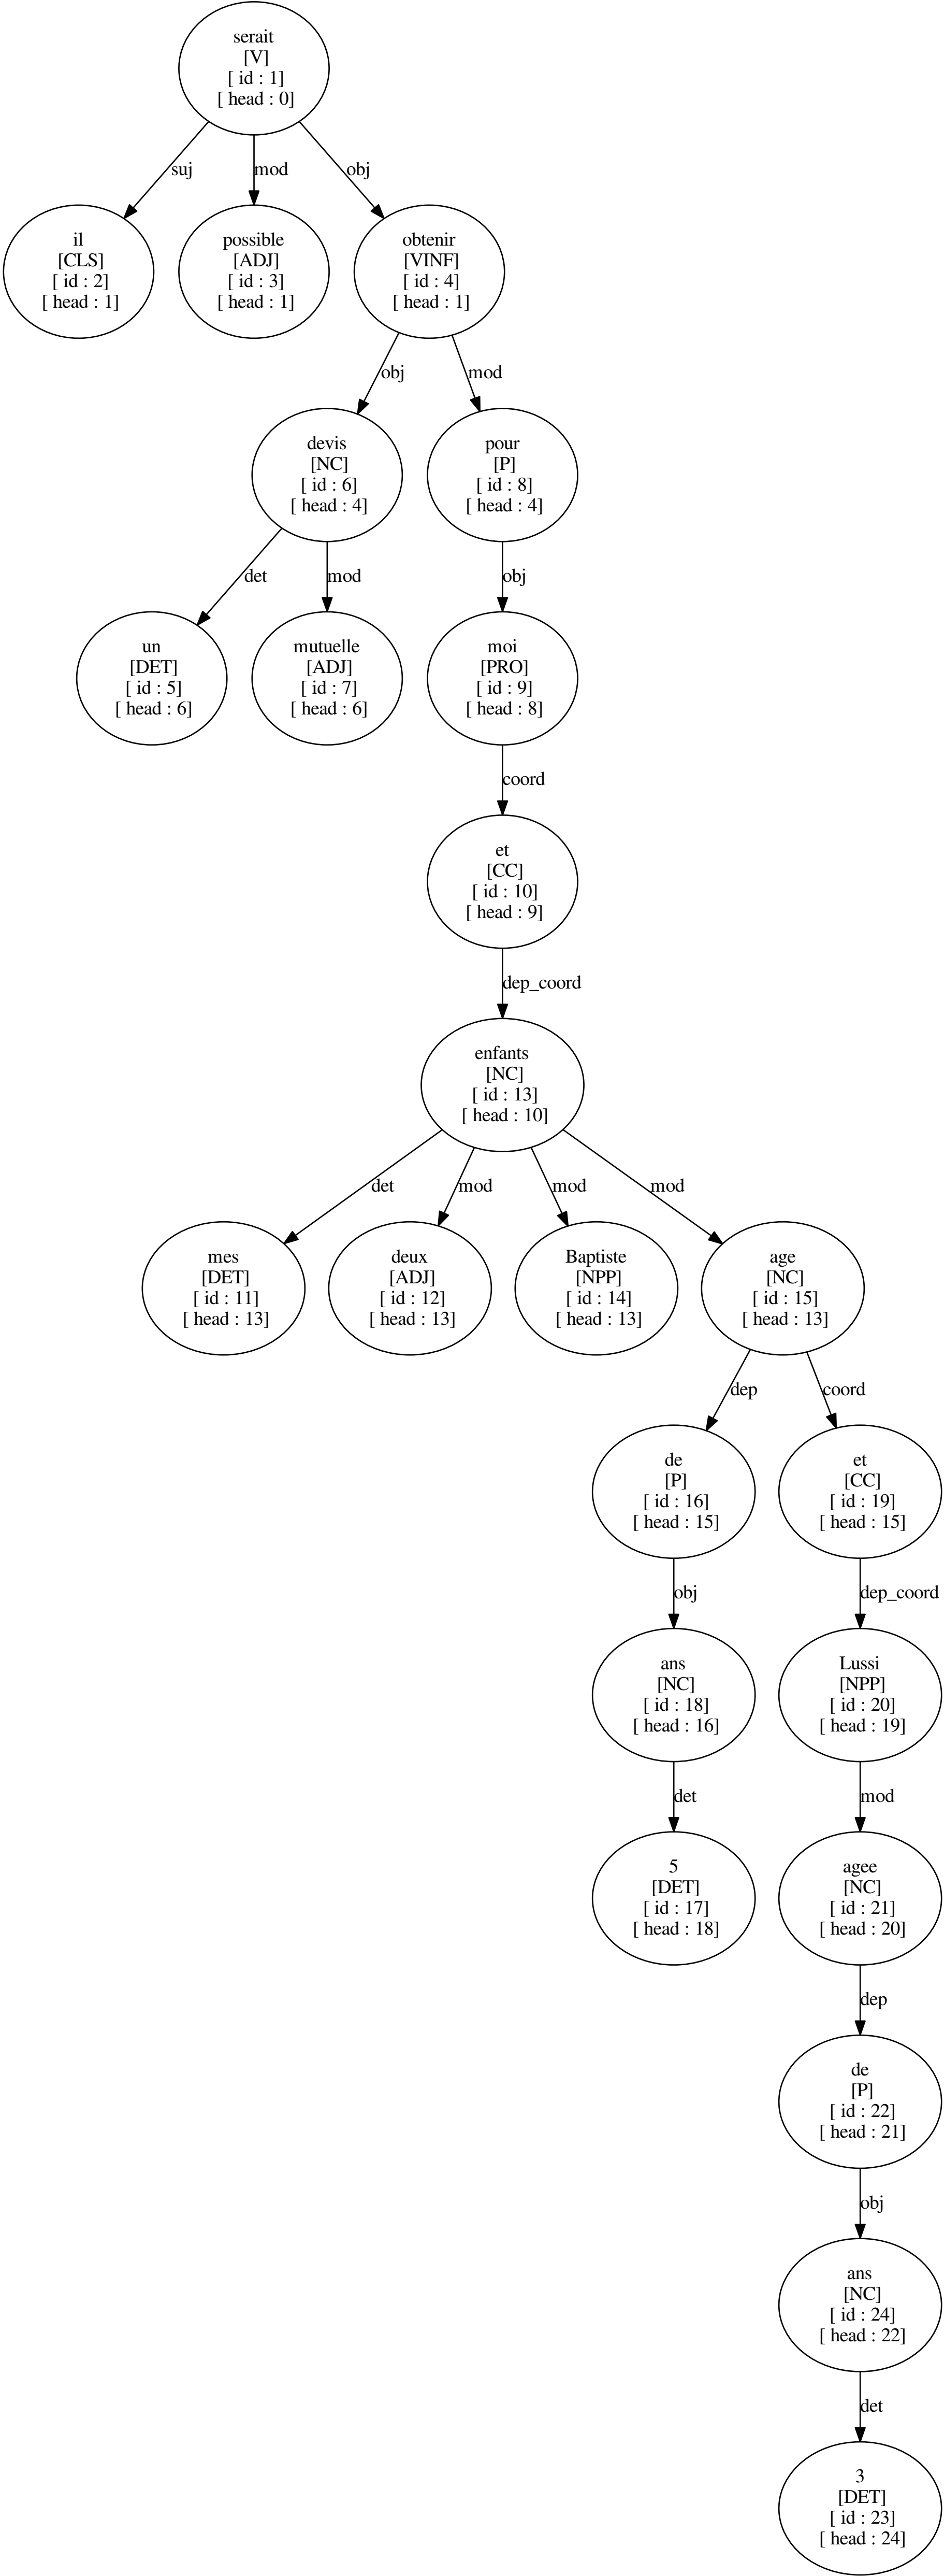 serait
[V]
[ id : 1]
[ head : 0]
suj
mod
obj
il
[CLS]
[ id : 2]
[ head : 1]
possible
[ADJ]
[ id : 3]
[ head : 1]
obtenir
[VINF]
[ id : 4]
[ head : 1]
obj
mod
devis
[NC]
[ id : 6]
[ head : 4]
pour
[P]
[ id : 8]
[ head : 4]
det
mod
obj
un
[DET]
[ id : 5]
[ head : 6]
mutuelle
[ADJ]
[ id : 7]
[ head : 6]
moi
[PRO]
[ id : 9]
[ head : 8]
coord
et
[CC]
[ id : 10]
[ head : 9]
dep_coord
enfants
[NC]
[ id : 13]
[ head : 10]
det
mod
mod
mod
mes
[DET]
[ id : 11]
[ head : 13]
deux
[ADJ]
[ id : 12]
[ head : 13]
Baptiste
[NPP]
[ id : 14]
[ head : 13]
age
[NC]
[ id : 15]
[ head : 13]
dep
coord
de
[P]
[ id : 16]
[ head : 15]
et
[CC]
[ id : 19]
[ head : 15]
obj
dep_coord
ans
[NC]
[ id : 18]
[ head : 16]
Lussi
[NPP]
[ id : 20]
[ head : 19]
det
mod
5
[DET]
[ id : 17]
[ head : 18]
agee
[NC]
[ id : 21]
[ head : 20]
dep
de
[P]
[ id : 22]
[ head : 21]
obj
ans
[NC]
[ id : 24]
[ head : 22]
det
3
[DET]
[ id : 23]
[ head : 24]